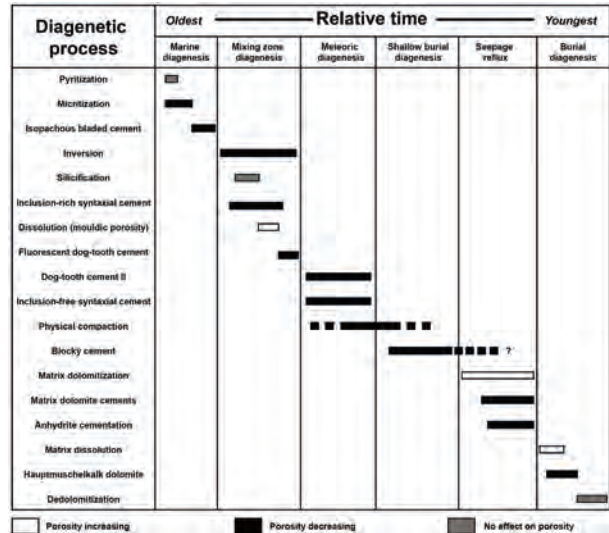 Diagenetic
process
Oldest
Relative time
Youngest
Marine
diagenesis
Mixing zone
diagenesis
Meteoric diagenesis
Shallow burial
diagenesis
Seepage
reflux
Burial
diagenesis
Pyritization
Micritization
Isopachous bladed cement
Inversion
Silicification
Inclusion-rich syntaxial cement
Dissolution (mouldic porosity)
Fluorescent dog-tooth cement
Dog-tooth cement II
Inclusion-free syntaxial cement
Physical compaction
Blocky cement
?
Matrix dolomitization
Matrix dolomite cements
Anhydrite cementation
Matrix dissolution
Hauptmuschelkalk dolomite
Dedolomitization
Porosity increasing
Porosity decreasing
No effect on porosity